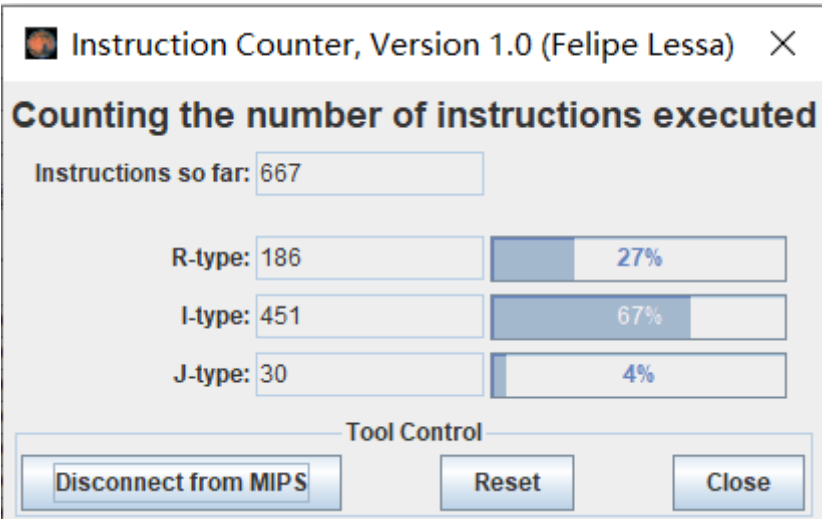 Instruction Counter, Version 1.0 (Felipe Lessa)
Counting the number of instructions executed
Instructions so far: 667
R-type: 186 27%
I-type: 451 67%
J-type: 30 4%
Tool Control
Disconnect from MIPS Reset Close